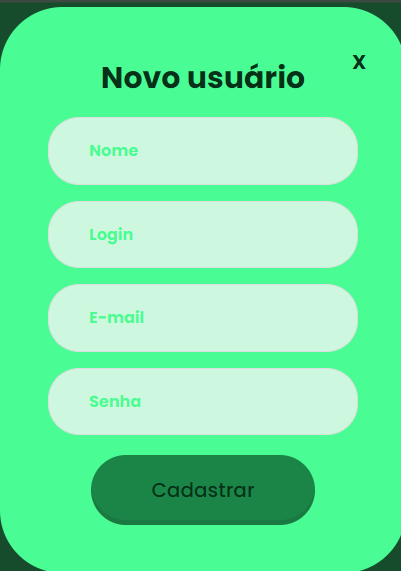 x
Novo usuário
Nome
Login
E-mail
Senha
Cadastrar